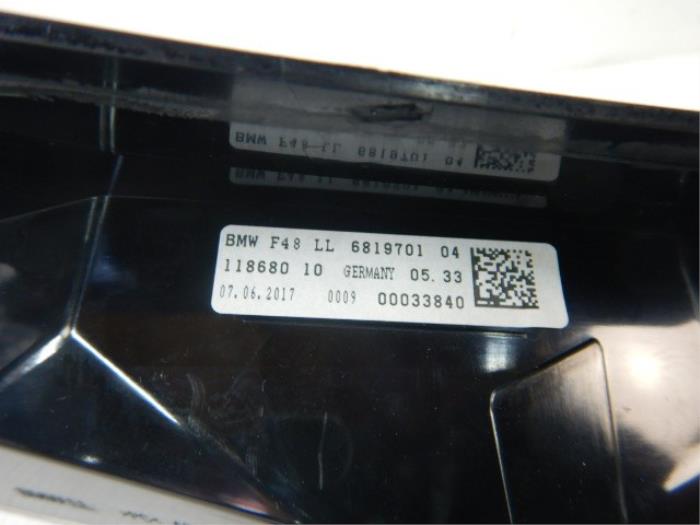 BMW F48 LL 6819701 04
118680 10 GERMANY 05.33
07.06.2017 0009 00033840